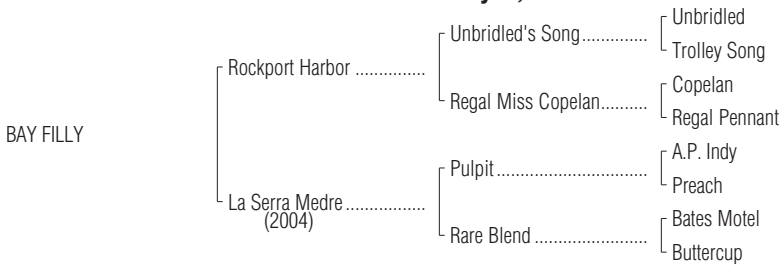 Unbridled
Unbridled's Song..............
Trolley Song
Rockport Harbor ...............
Copelan
Regal Miss Copelan..........
Regal Pennant
BAY FILLY
A.P. Indy
Pulpit.............................
Preach
La Serra Medre .................
(2004)
Bates Motel
Rare Blend ........................
Buttercup